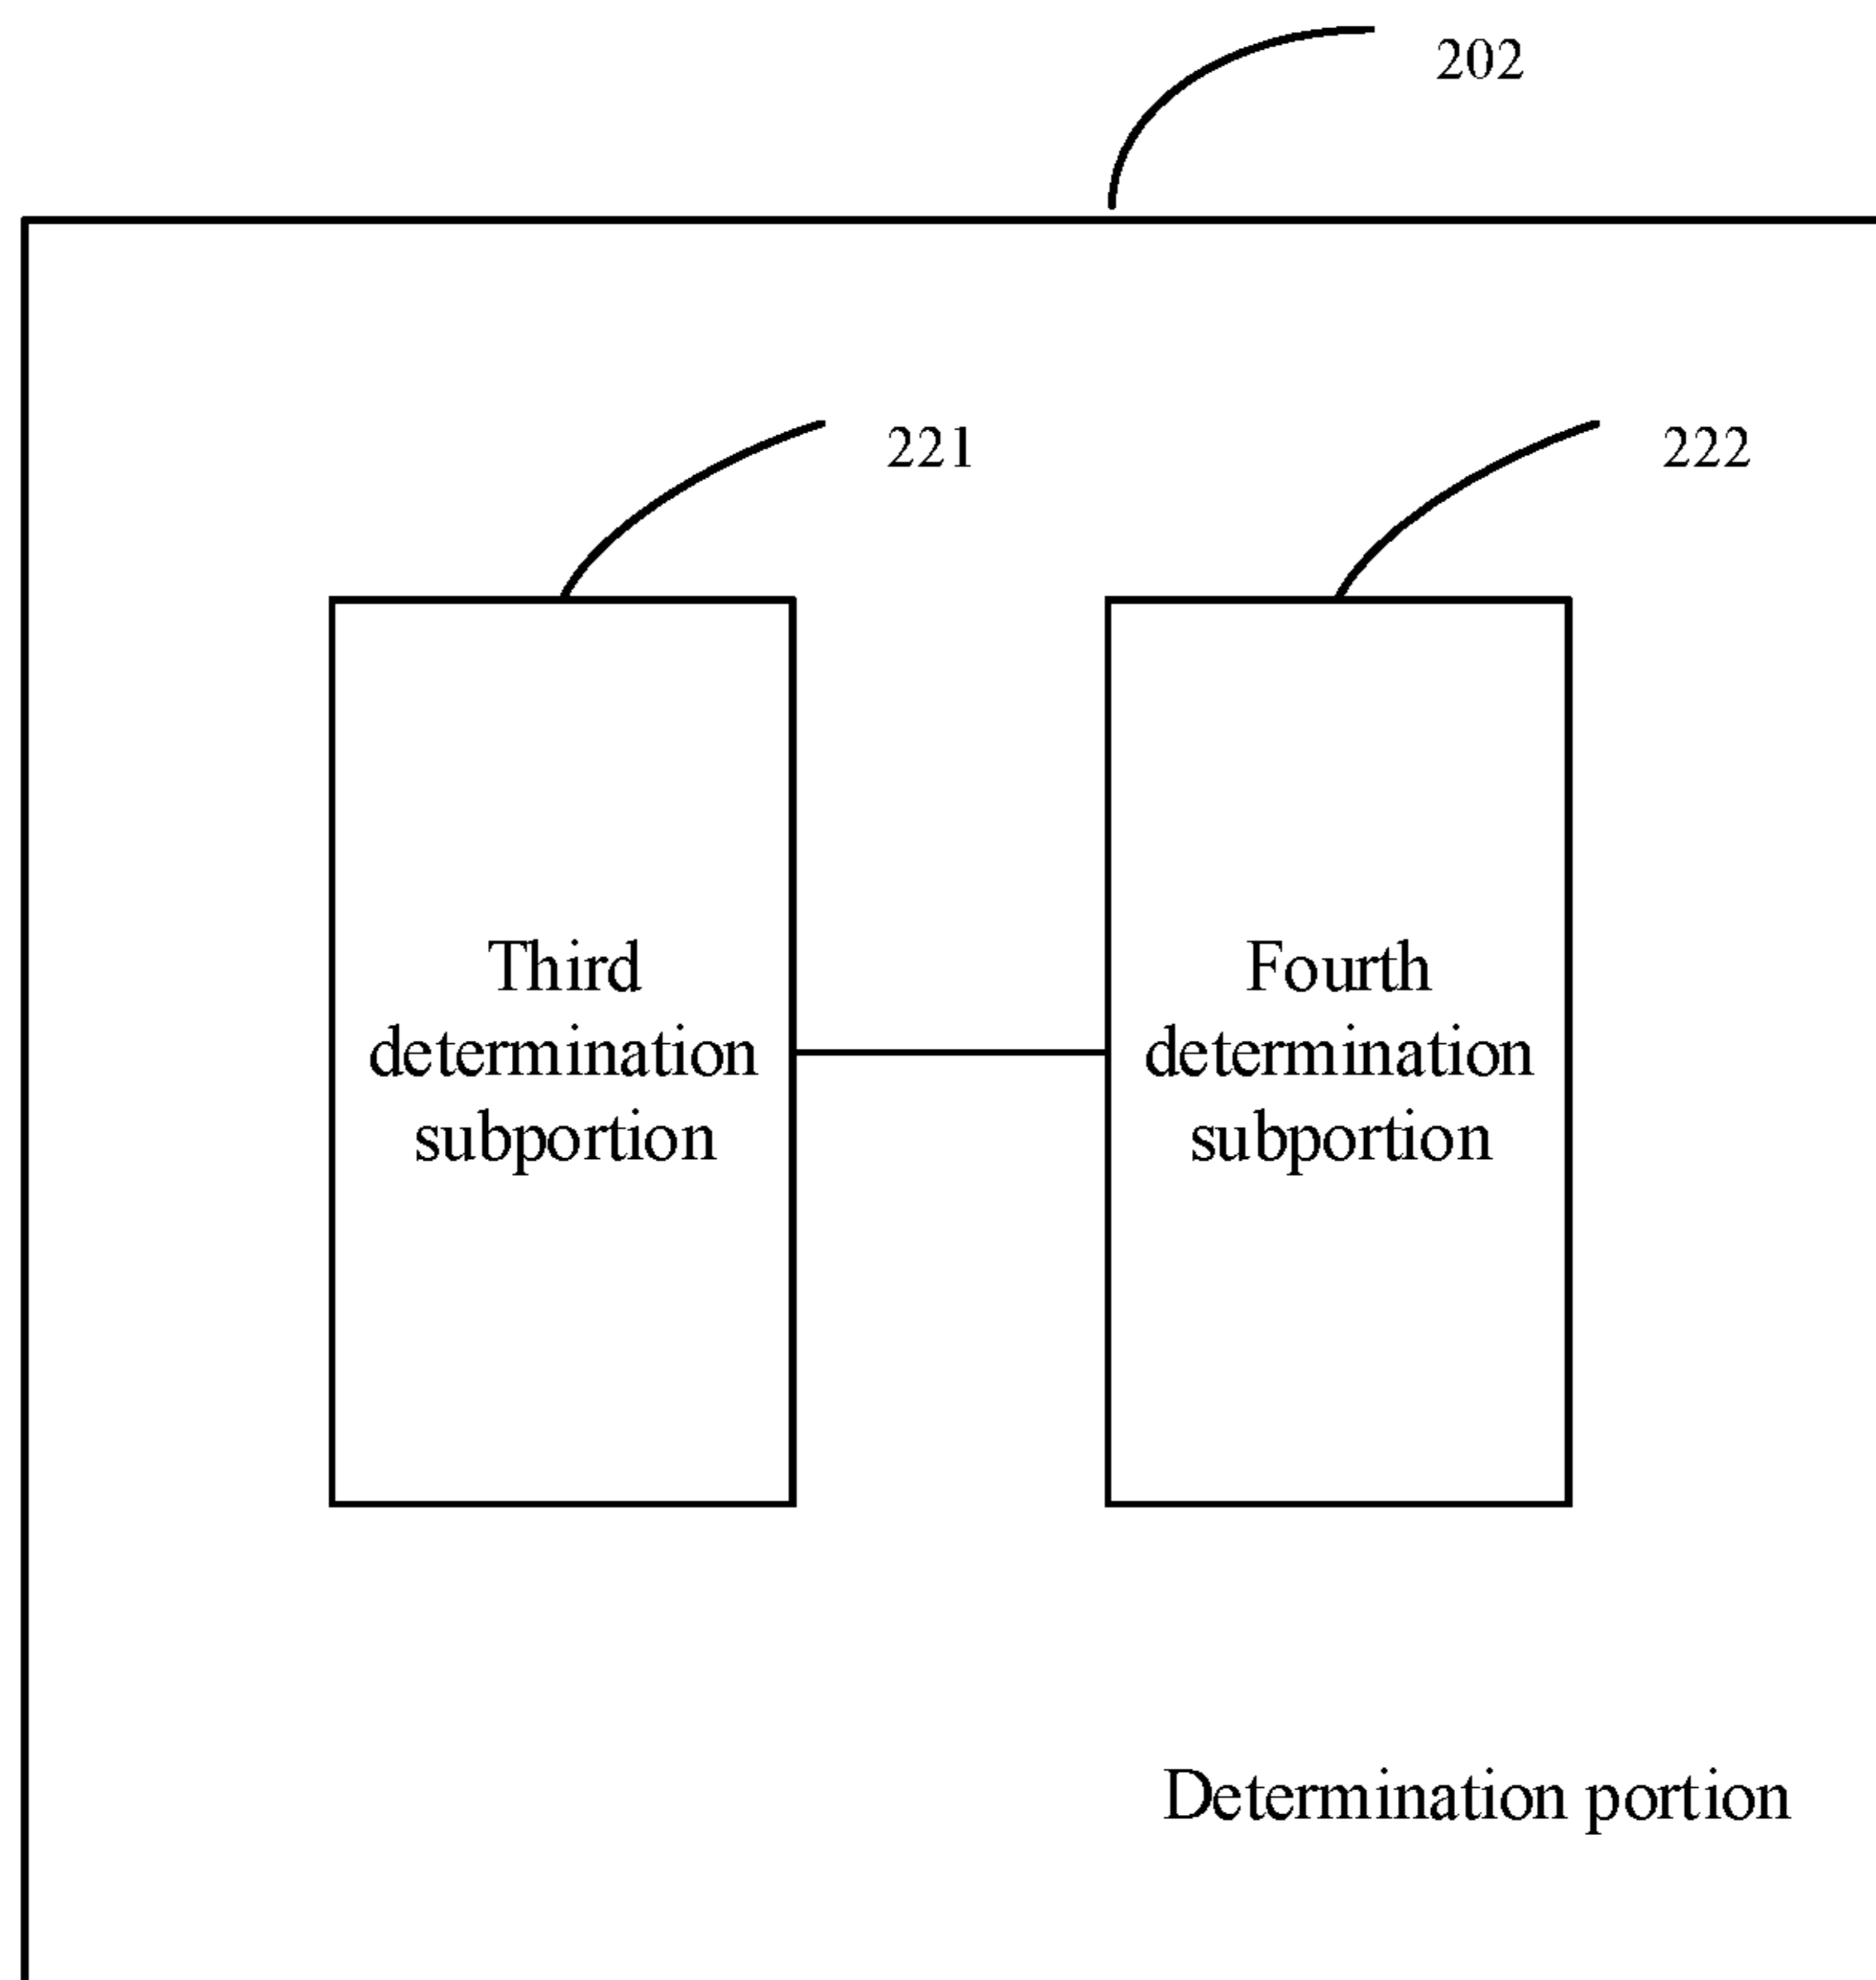 202
221
222
Third
determination
subportion
Fourth
determination
subportion
Determination portion